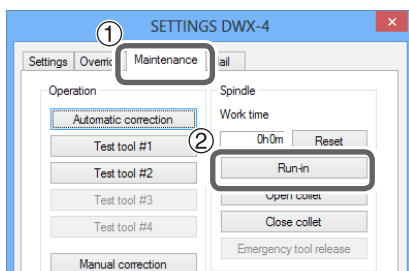 SETTINGS DWX-4
①
Settings Maintenance
Operation
Automatic correction
Test tool #1
Test tool #2
Test tool #3
Test tool #4
Manual correction
Spindle
Work time
0h0m Reset
②
Run-in
Open collet
Close collet
Emergency tool release